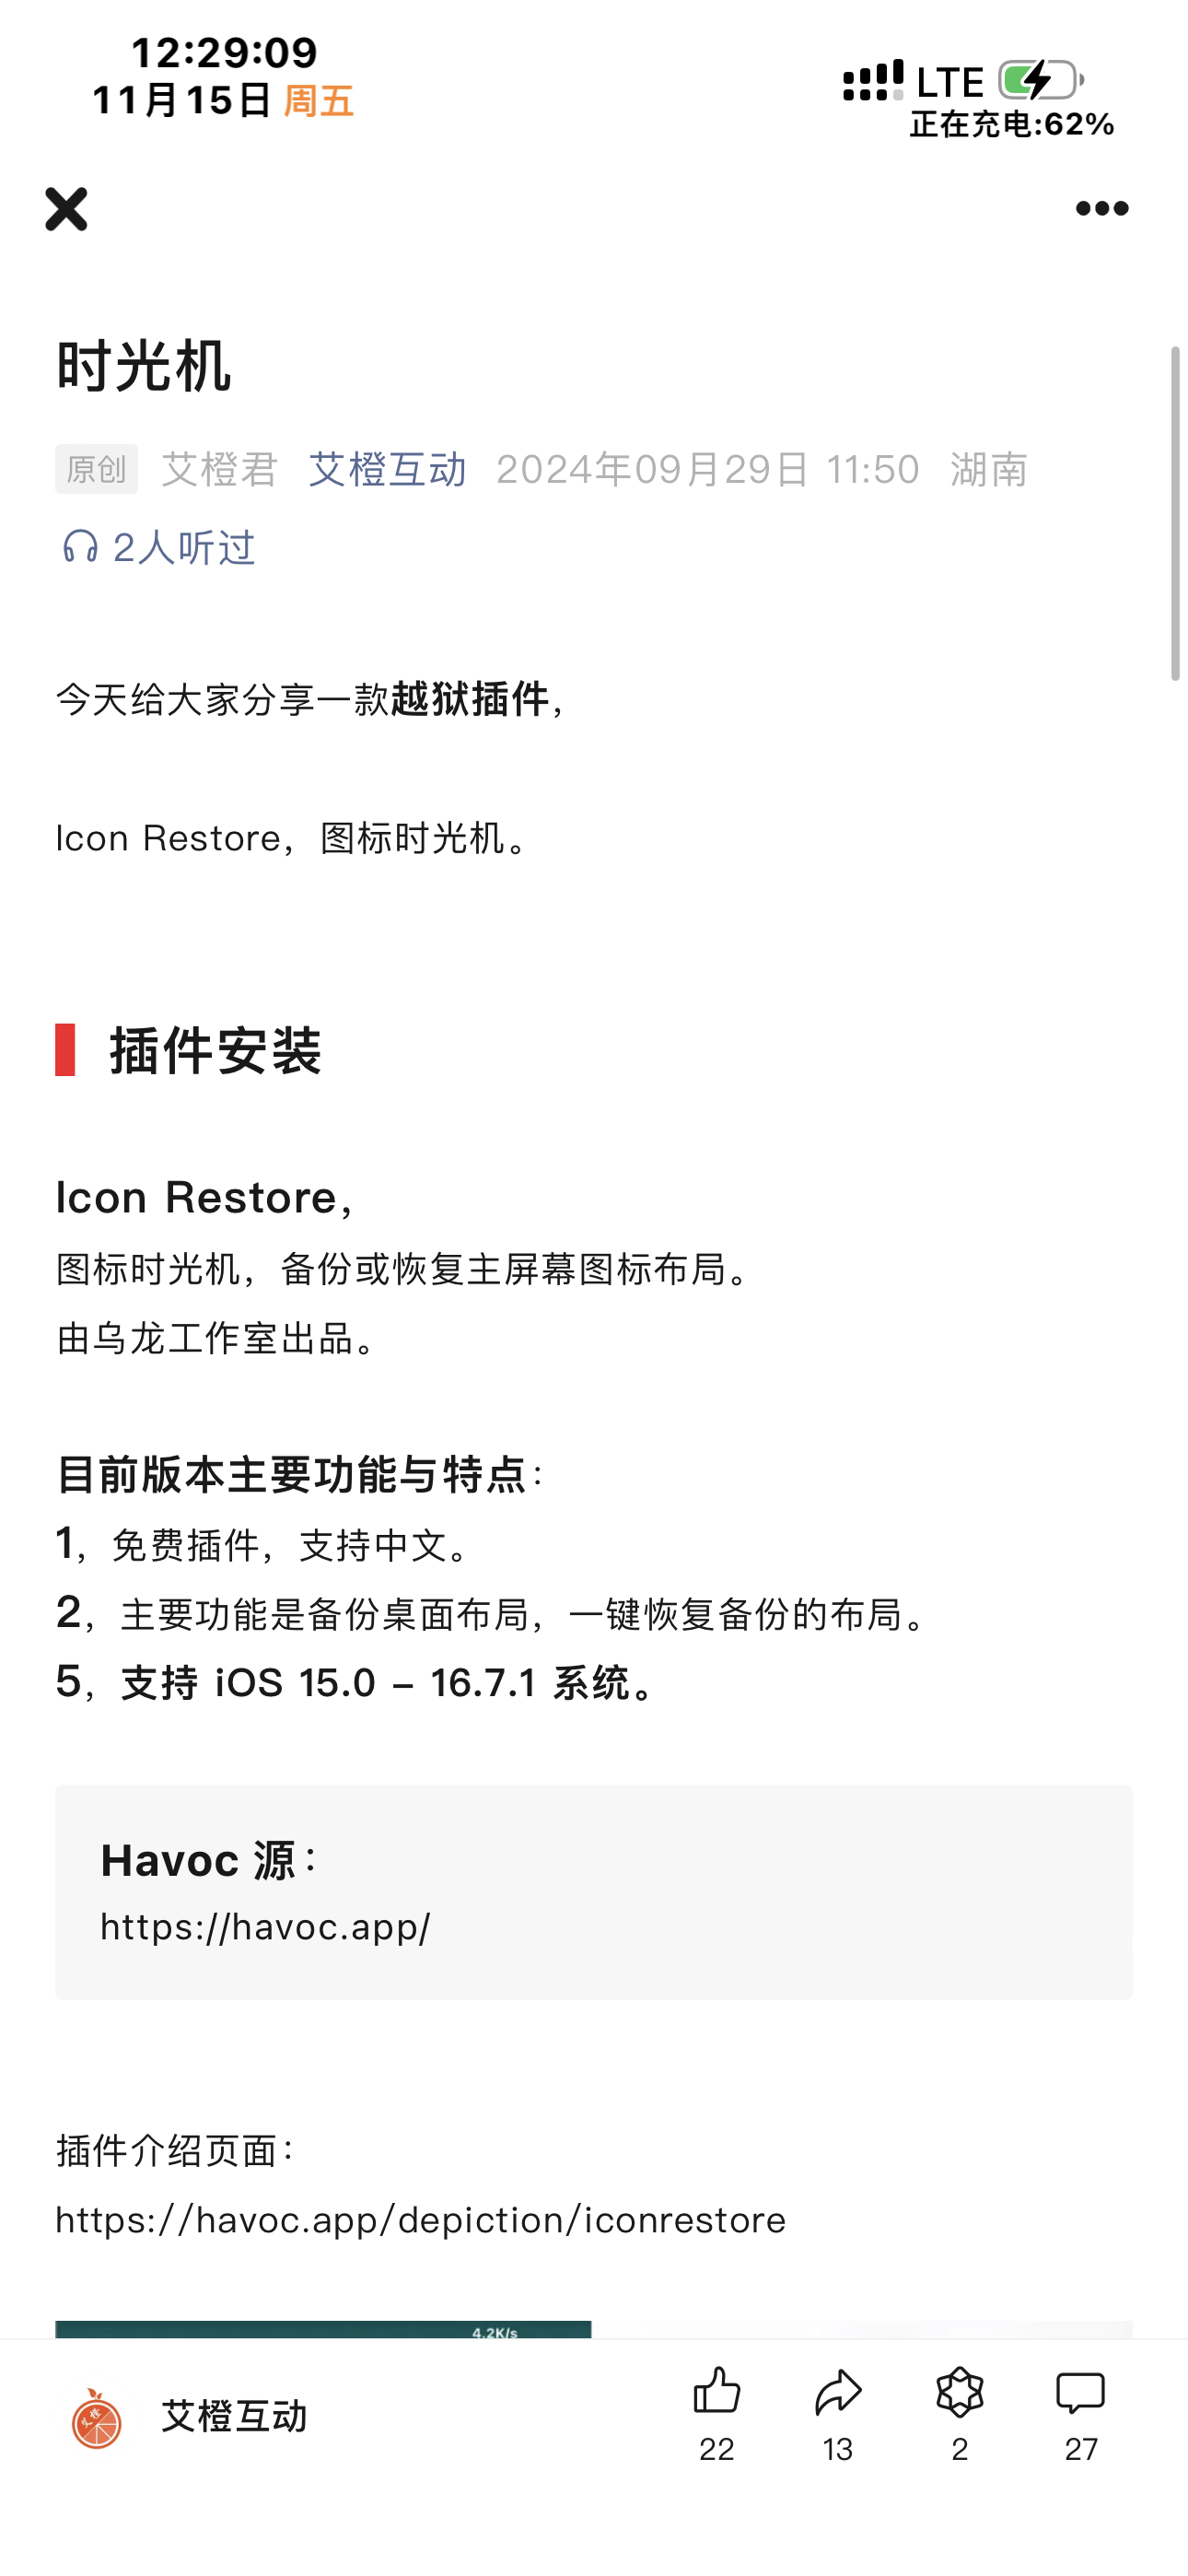 12:29:09
11月15日 周五
LTE
正在充电:62%
时光机
原创 艾橙君 艾橙互动 2024年09月29日 11:50 湖南
2人听过
今天给大家分享一款越狱插件，
Icon Restore，图标时光机。
插件安装
Icon Restore，
图标时光机，备份或恢复主屏幕图标布局。
由乌龙工作室出品。
目前版本主要功能与特点：
1，免费插件，支持中文。
2，主要功能是备份桌面布局，一键恢复备份的布局。
5，支持 iOS 15.0 – 16.7.1 系统。
Havoc 源：
https://havoc.app/
插件介绍页面：
https://havoc.app/depiction/iconrestore
4.2K/s
艾橙
艾橙互动
22 13 2 27